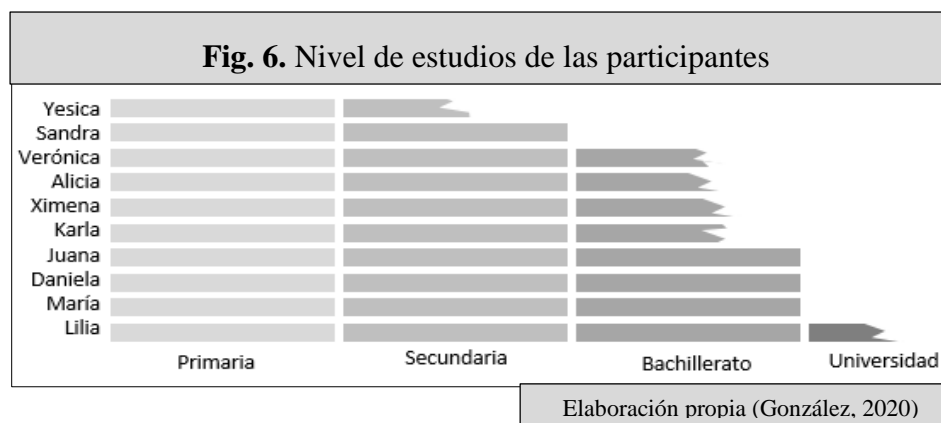 Fig. 6. Nivel de estudios de las participantes
Yesica
Sandra
Verónica
Alicia
Ximena
Karla
Juana
Daniela
María
Lilia
Primaria
Secundaria
Bachillerato
Universidad
Elaboración propia (González, 2020)